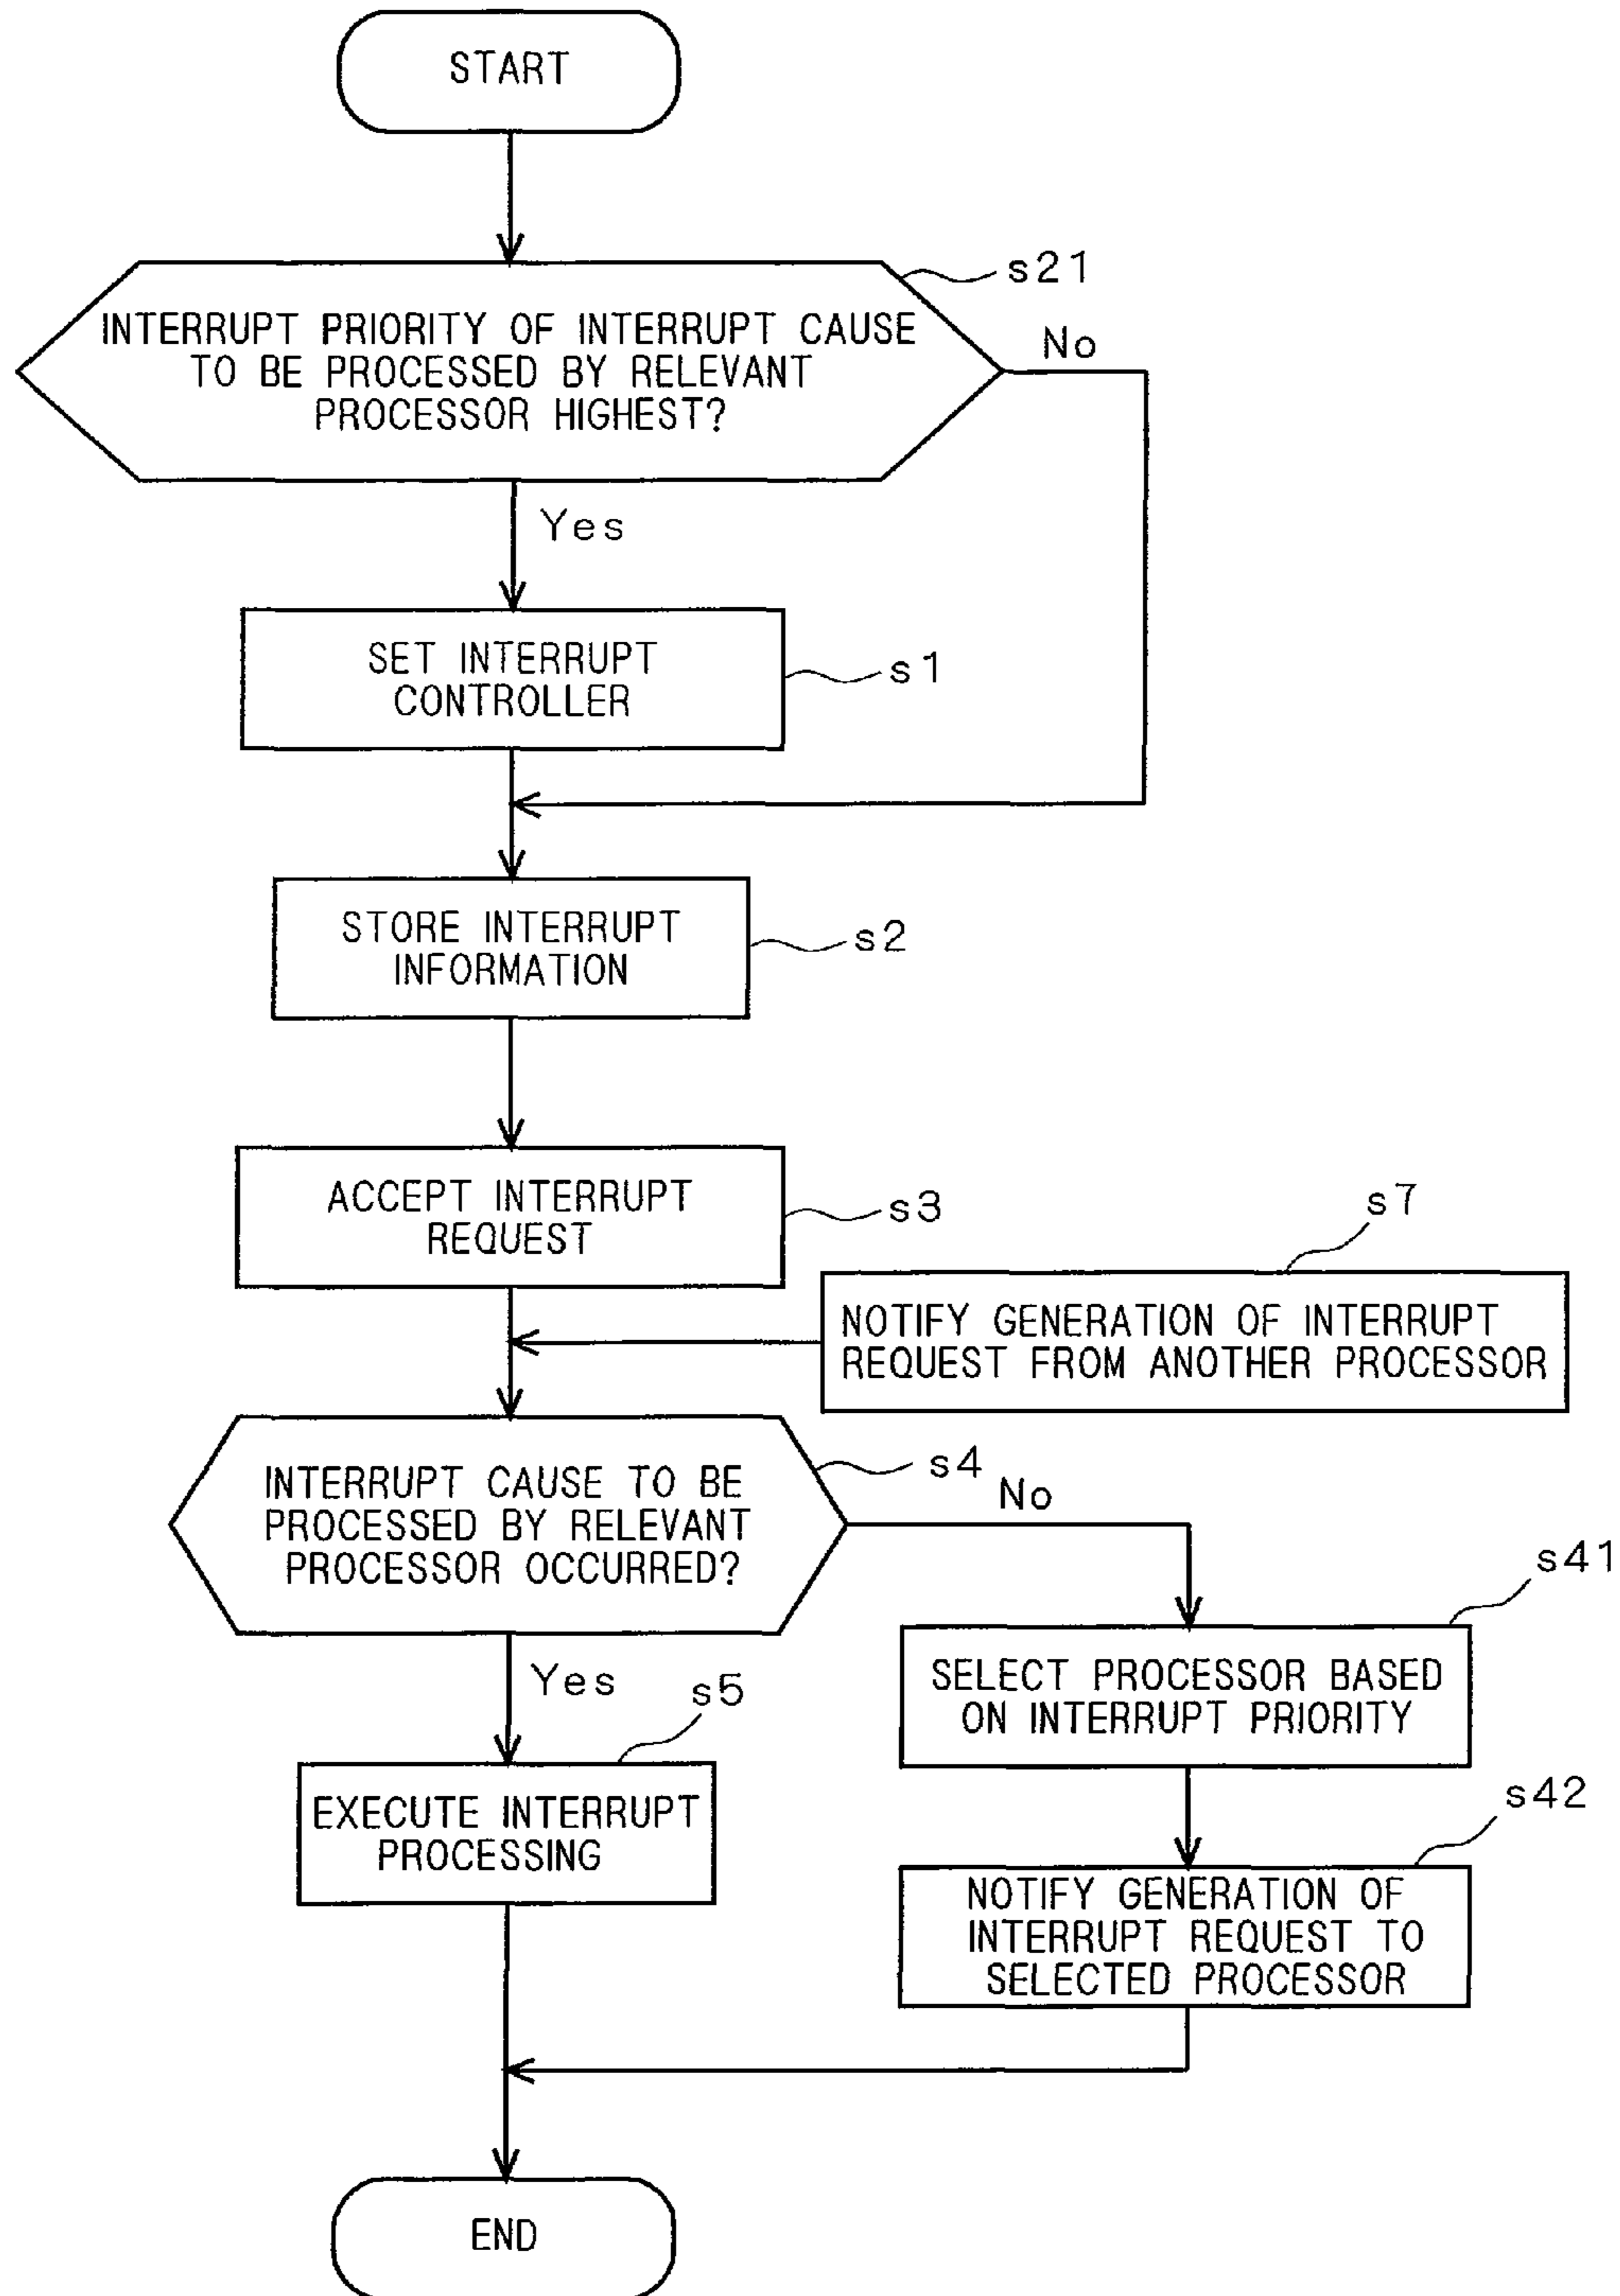 START
s21
INTERRUPT PRIORITY OF INTERRUPT CAUSE
TO BE PROCESSED BY RELEVANT
PROCESSOR HIGHEST?
No
Yes
SET INTERRUPT
CONTROLLER
s1
STORE INTERRUPT
INFORMATION
s2
ACCEPT INTERRUPT
REQUEST
s3
s7
NOTIFY GENERATION OF INTERRUPT
REQUEST FROM ANOTHER PROCESSOR
INTERRUPT CAUSE TO BE
PROCESSED BY RELEVANT
PROCESSOR OCCURRED?
s4
No
Yes
s41
SELECT PROCESSOR BASED
ON INTERRUPT PRIORITY
s5
EXECUTE INTERRUPT
PROCESSING
s42
NOTIFY GENERATION OF
INTERRUPT REQUEST TO
SELECTED PROCESSOR
END